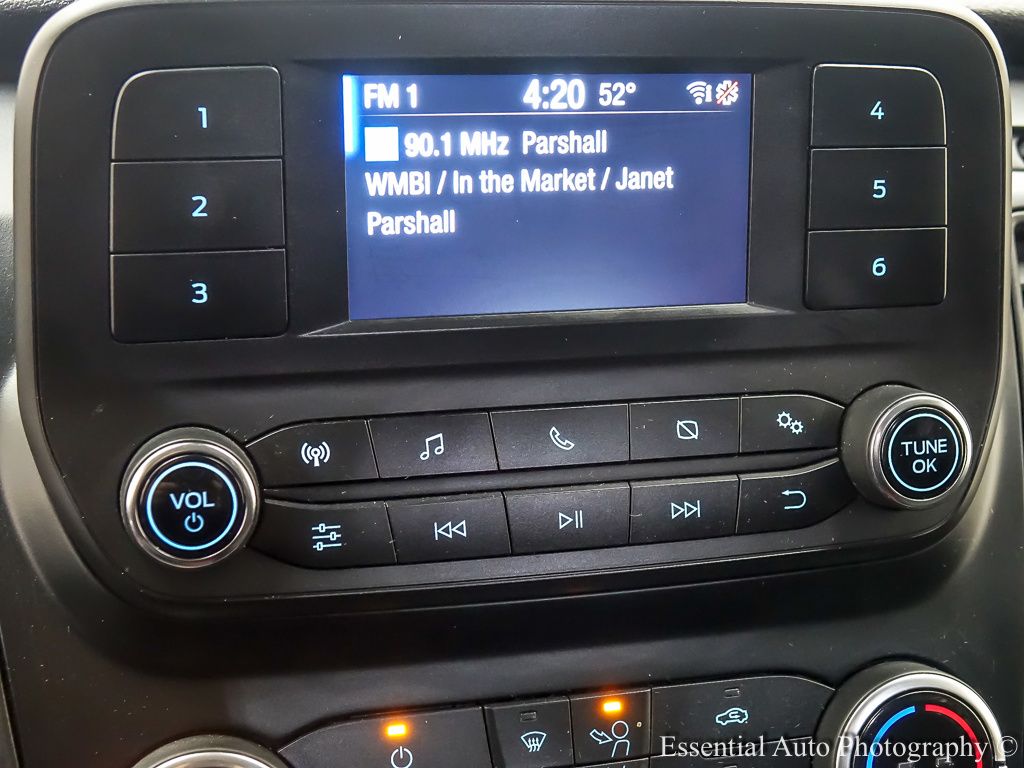 FM 1 4:20 52°
90.1 MHz Parshall
WMBI / In the Market / Janet
Parshall
1
2
3
4
5
6
VOL
TUNE
OK
Essential Auto Photography ©